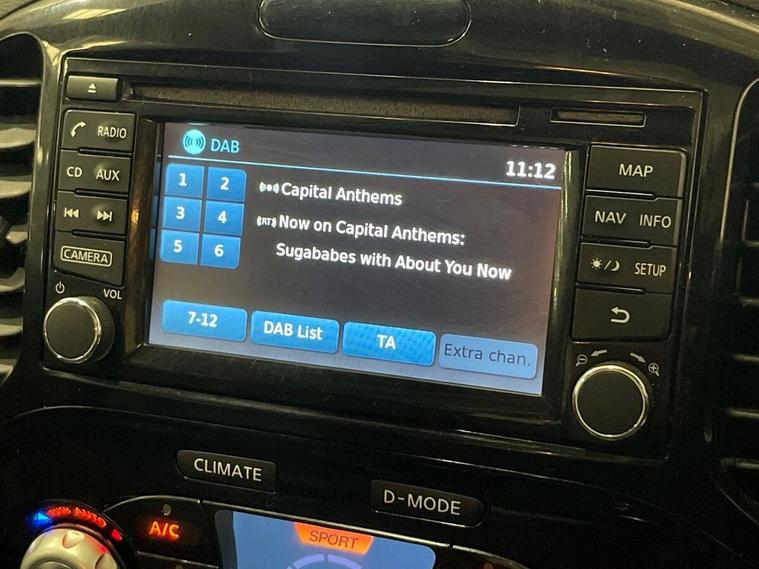 RADIO
CD AUX
CAMERA
VOL
DAB
11:12
1 2
3 4
5 6
Capital Anthems
(RT) Now on Capital Anthems:
Sugababes with About You Now
7-12
DAB List
TA
Extra chan.
MAP
NAV INFO
SETUP
CLIMATE
D-MODE
AUTO
A/C
SPORT